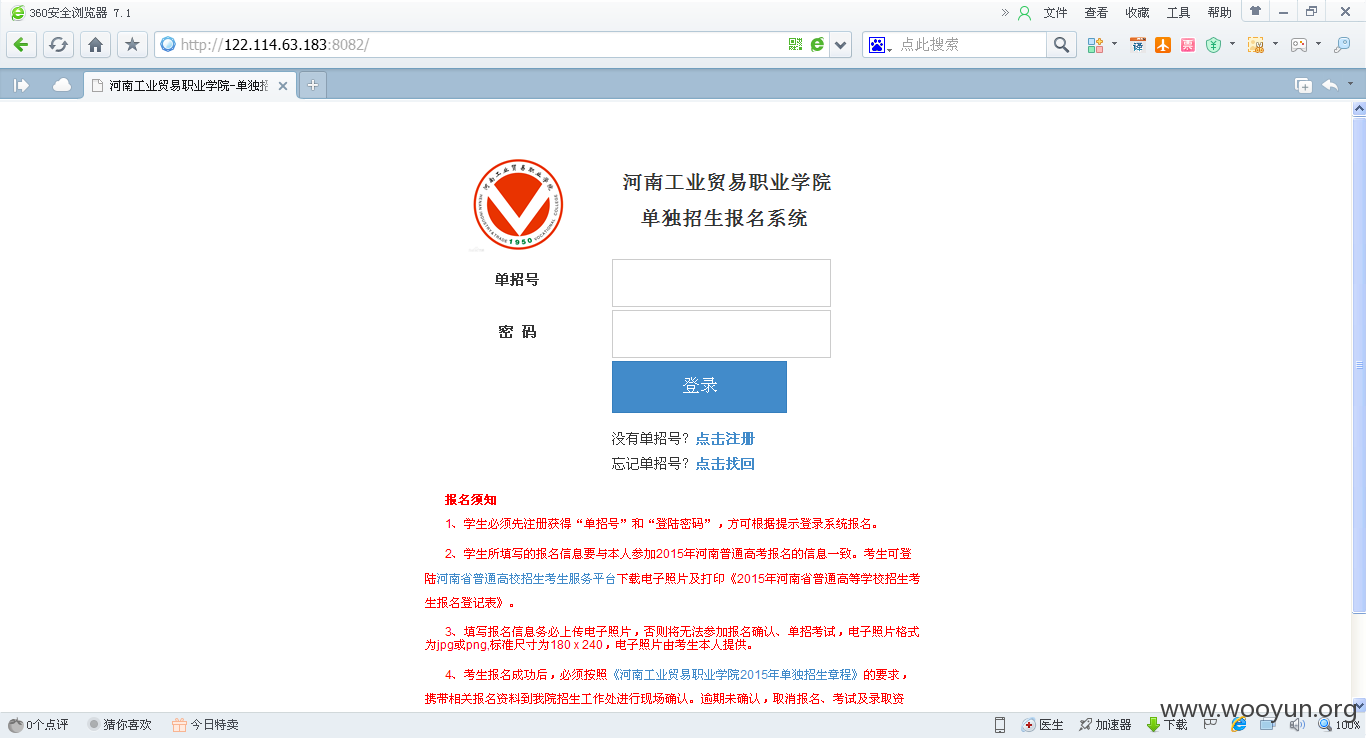 360安全浏览器 7.1
文件 查看 收藏 工具 帮助
http://122.114.63.183:8082/
点此搜索
译
票
河南工业贸易职业学院-单独招
河南工业贸易职业学院
1950
河南工业贸易职业学院
单独招生报名系统
单招号
密 码
登录
没有单招号？点击注册
忘记单招号？点击找回
报名须知
1、学生必须先注册获得“单招号”和“登陆密码”，方可根据提示登录系统报名。
2、学生所填写的报名信息要与本人参加2015年河南普通高考报名的信息一致。考生可登
陆河南省普通高校招生考生服务平台下载电子照片及打印《2015年河南省普通高等学校招生考
生报名登记表》。
3、填写报名信息务必上传电子照片，否则将无法参加报名确认、单招考试，电子照片格式
为jpg或png,标准尺寸为180 x 240，电子照片由考生本人提供。
4、考生报名成功后，必须按照《河南工业贸易职业学院2015年单独招生章程》的要求，
携带相关报名资料到我院招生工作处进行现场确认。逾期未确认，取消报名、考试及录取资
www.wooyun.org
0个点评 猜你喜欢 今日特卖 医生 加速器 下载 100%